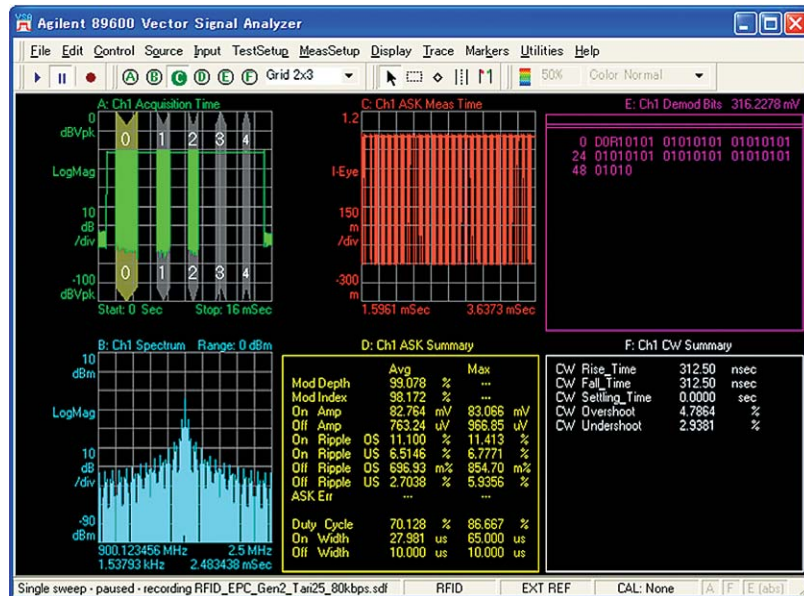 Agilent 89600 Vector Signal Analyzer
File Edit Control Source Input TestSetup MeasSetup Display Trace Markers Utilities Help
A B C D E F Grid 2x3 50% Color Normal
A: Ch1 Acquisition Time
0
dBVpk
LogMag
10
dB
/div
-100
dBVpk
0 1 2 3 4
0 1 2 3 4
Start: 0 Sec Stop: 16 mSec
C: Ch1 ASK Meas Time
1.2
I-Eye
150
m
/div
-300
m
1.5961 mSec 3.6373 mSec
E: Ch1 Demod Bits 316.2278 mV
0 D0R10101 01010101 01010101
24 01010101 01010101 01010101
48 01010
B: Ch1 Spectrum Range: 0 dBm
10
dBm
LogMag
10
dB
/div
-90
dBm
900.123456 MHz 2.5 MHz
1.53793 kHz 2.483438 mSec
D: Ch1 ASK Summary
Avg Max
Mod Depth 99.078 % ---
Mod Index 98.172 % ---
On Amp 82.764 mV 83.066 mV
Off Amp 763.24 uV 966.85 uV
On Ripple OS 11.100 % 11.413 %
On Ripple US 6.5146 % 6.7771 %
Off Ripple OS 696.93 m% 854.70 m%
Off Ripple US 2.7038 % 5.9356 %
ASK Err --- ---
Duty Cycle 70.128 % 86.667 %
On Width 27.981 us 65.000 us
Off Width 10.000 us 10.000 us
F: Ch1 CW Summary
CW Rise_Time 312.50 nsec
CW Fall_Time 312.50 nsec
CW Settling_Time 0.0000 sec
CW Overshoot 4.7864 %
CW Undershoot 2.9381 %
Single sweep - paused - recording RFID_EPC_Gen2_Tari25_80kbps.sdf RFID EXT REF CAL: None A F E (abs)